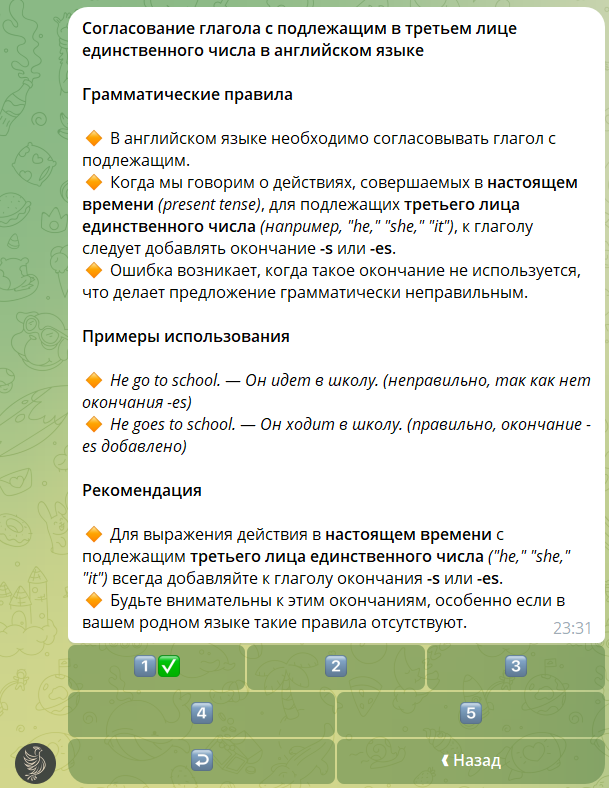 Согласование глагола с подлежащим в третьем лице
единственного числа в английском языке
Грамматические правила
🔸 В английском языке необходимо согласовывать глагол с
подлежащим.
🔸 Когда мы говорим о действиях, совершаемых в настоящем
времени (present tense), для подлежащих третьего лица
единственного числа (например, "he," "she," "it"), к глаголу
следует добавлять окончание -s или -es.
🔸 Ошибка возникает, когда такое окончание не используется,
что делает предложение грамматически неправильным.
Примеры использования
🔸 He go to school. — Он идет в школу. (неправильно, так как нет
окончания -es)
🔸 He goes to school. — Он ходит в школу. (правильно, окончание -
es добавлено)
Рекомендация
🔸 Для выражения действия в настоящем времени с
подлежащим третьего лица единственного числа ("he," "she,"
"it") всегда добавляйте к глаголу окончания -s или -es.
🔸 Будьте внимательны к этим окончаниям, особенно если в
вашем родном языке такие правила отсутствуют.
23:31
1️⃣✅ 2️⃣ 3️⃣
4️⃣ 5️⃣
↩️ ❰ Назад